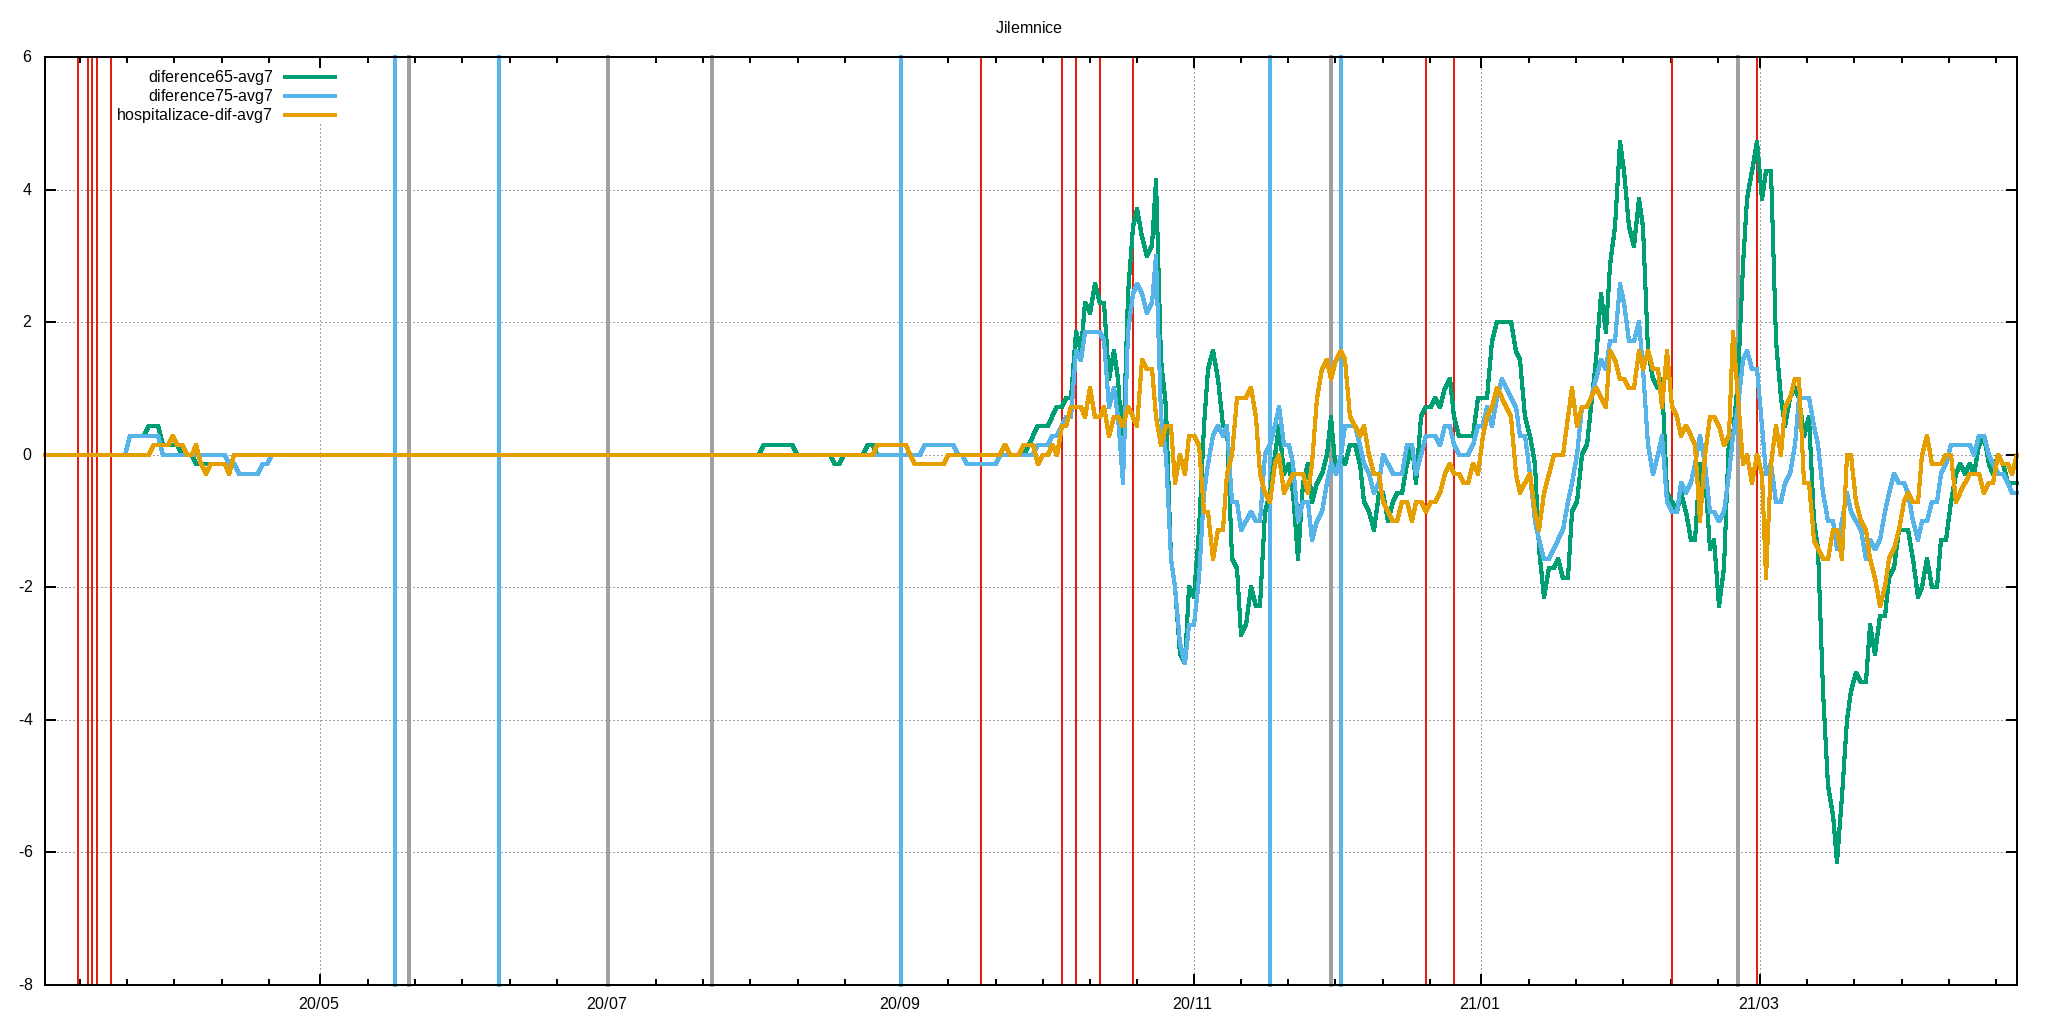 Jilemnice
6
diference65-avg7
diference75-avg7
hospitalizace-dif-avg7
4
2
0
-2
-4
-6
-8
20/05 20/07 20/09 20/11 21/01 21/03